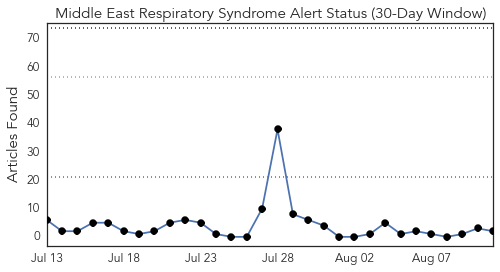 Middle East Respiratory Syndrome Alert Status (30-Day Window)
Articles Found
70
60
50
40
30
20
10
0
Jul 13 Jul 18 Jul 23 Jul 28 Aug 02 Aug 07